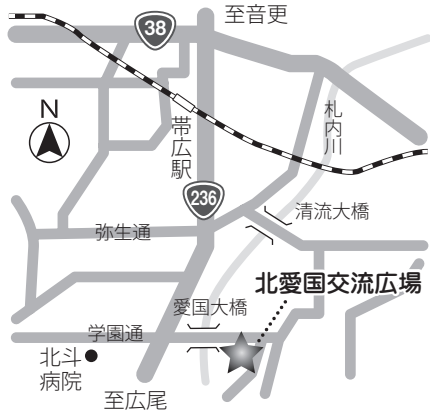 至音更
38
N
札内川
帯広駅
236
清流大橋
弥生通
北愛国交流広場
愛国大橋
学園通
北斗
病院
至広尾